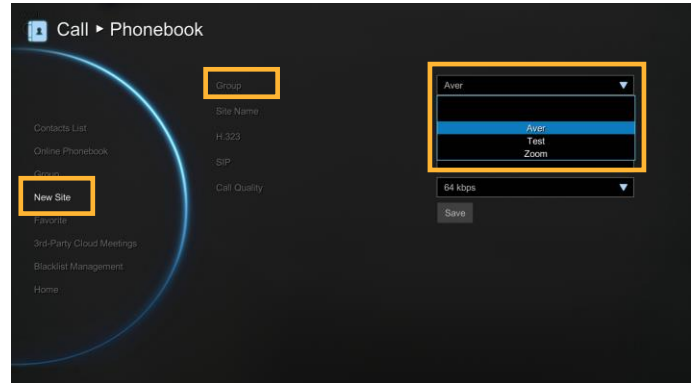 Call ▸ Phonebook
Contacts List
Online Phonebook
Group
New Site
Favorite
3rd-Party Cloud Meetings
Blacklist Management
Home
Group
Site Name
H.323
SIP
Call Quality
Aver
Aver
Test
Zoom
64 kbps
Save